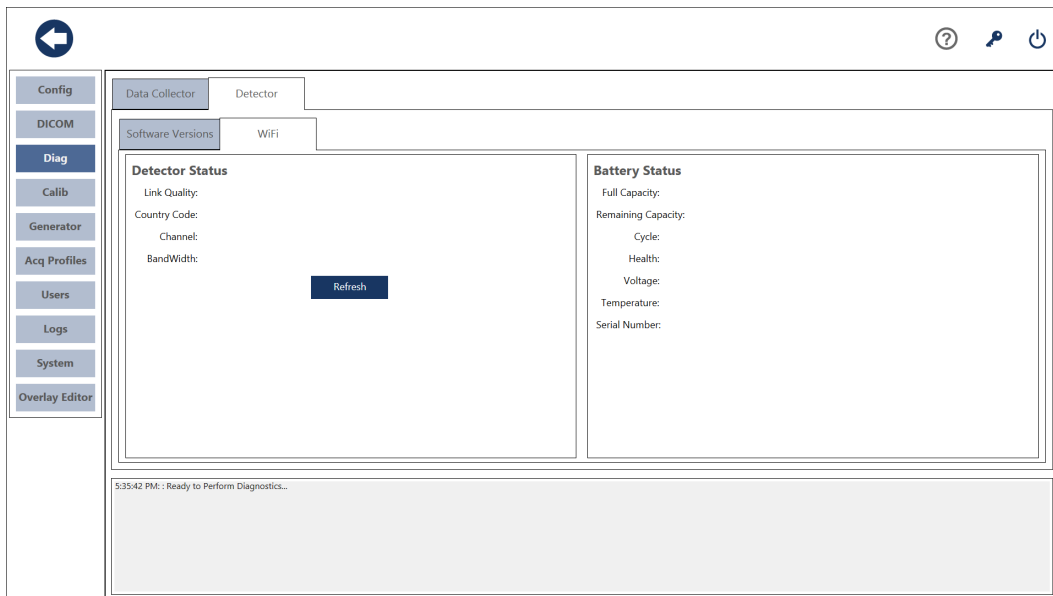 ?
Config
DICOM
Diag
Calib
Generator
Acq Profiles
Users
Logs
System
Overlay Editor
Data Collector Detector
Software Versions WiFi
Detector Status
Link Quality:
Country Code:
Channel:
BandWidth:
Refresh
Battery Status
Full Capacity:
Remaining Capacity:
Cycle:
Health:
Voltage:
Temperature:
Serial Number:
5:35:42 PM: : Ready to Perform Diagnostics...